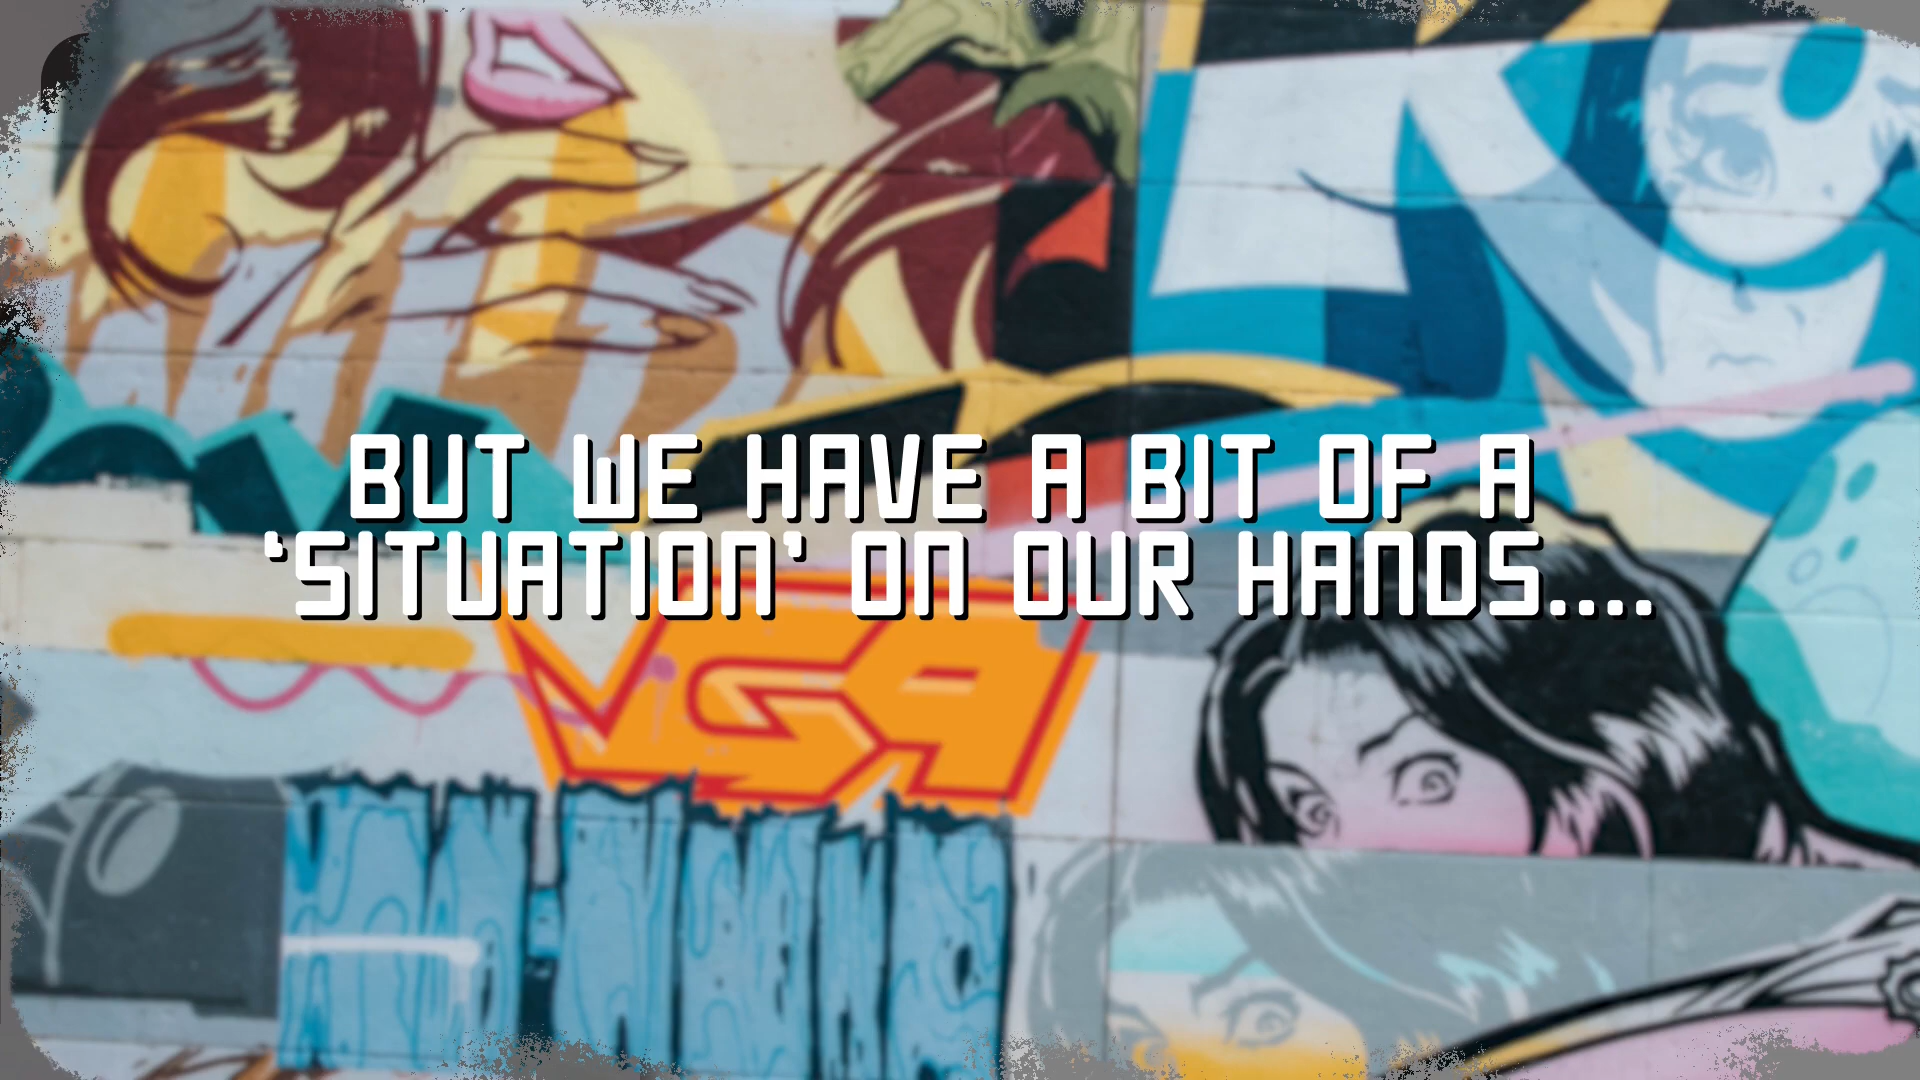 BUT WE HAVE A BIT OF A
‘SITUATION’ ON OUR HANDS....